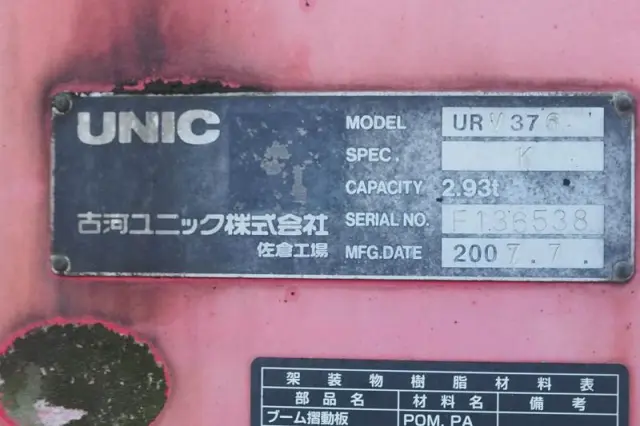 UNIC
MODEL URV376
SPEC. K
CAPACITY 2.93t
古河ユニック株式会社
SERIAL NO. E136538
佐倉工場
MFG.DATE 2007.7.
架装物樹脂材料表
部品名 材料名 備考
ブーム摺動板 POM, PA